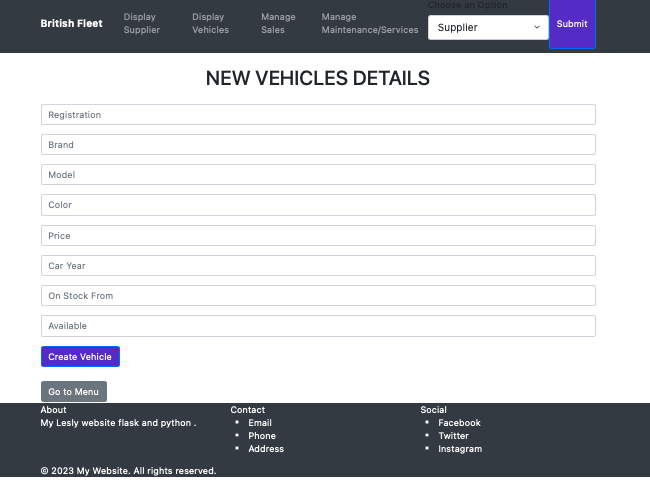 British Fleet
Display
Supplier
Display
Vehicles
Manage
Sales
Manage
Maintenance/Services
Choose an Option
Supplier
Submit
NEW VEHICLES DETAILS
Registration
Brand
Model
Color
Price
Car Year
On Stock From
Available
Create Vehicle
Go to Menu
About
My Lesly website flask and python .
Contact
• Email
• Phone
• Address
Social
• Facebook
• Twitter
• Instagram
© 2023 My Website. All rights reserved.